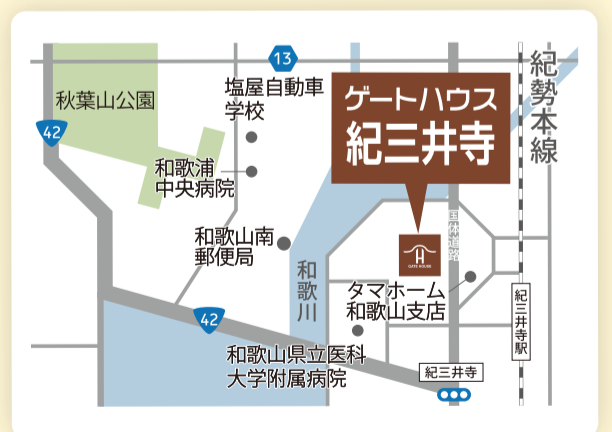 13
秋葉山公園
塩屋自動車
学校
ゲートハウス
紀三井寺
紀勢本線
42
和歌浦
中央病院
国体道路
和歌山南
郵便局
GATE HOUSE
和歌川
タマホーム
和歌山支店
紀三井寺駅
42
和歌山県立医科
大学附属病院
紀三井寺